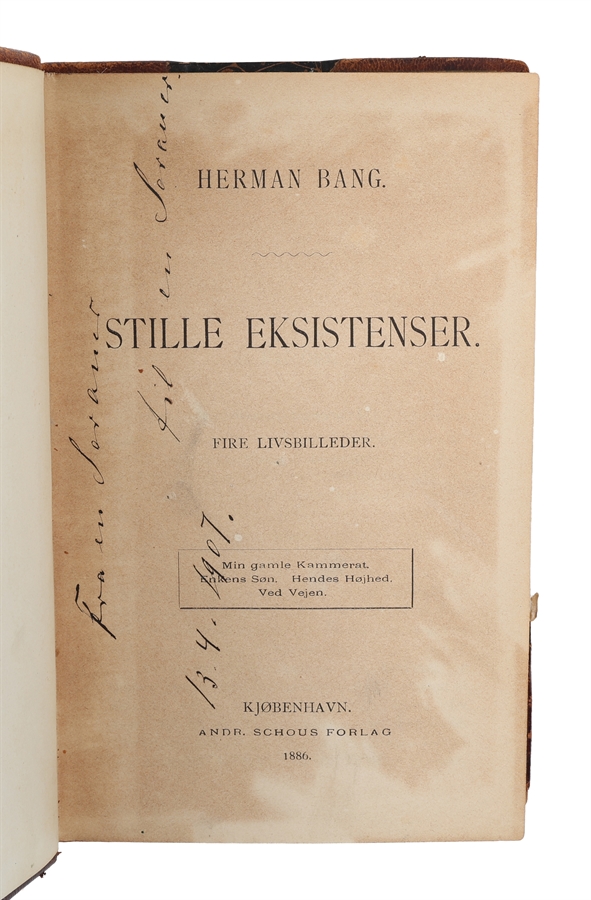 HERMAN BANG.
STILLE EKSISTENSER.
FIRE LIVSBILLEDER.
Min gamle Kammerat.
Enkens Søn. Hendes Højhed.
Ved Vejen.
KJØBENHAVN.
ANDR. SCHOUS FORLAG
1886.
Fra en Soraner
til en Soraner
13.4.1907.